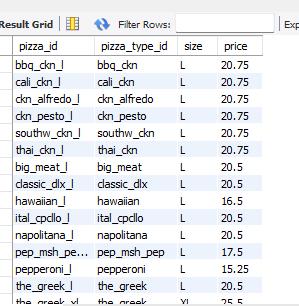 Result Grid Filter Rows: Exp
pizza_id pizza_type_id size price
bbq_ckn_l bbq_ckn L 20.75
cali_ckn_l cali_ckn L 20.75
ckn_alfredo_l ckn_alfredo L 20.75
ckn_pesto_l ckn_pesto L 20.75
southw_ckn_l southw_ckn L 20.75
thai_ckn_l thai_ckn L 20.75
big_meat_l big_meat L 20.5
classic_dlx_l classic_dlx L 20.5
hawaiian_l hawaiian L 16.5
ital_cpcllo_l ital_cpcllo L 20.5
napolitana_l napolitana L 20.5
pep_msh_pe... pep_msh_pep L 17.5
pepperoni_l pepperoni L 15.25
the_greek_l the_greek L 20.5
the_greek_xl the_greek XL 25.5